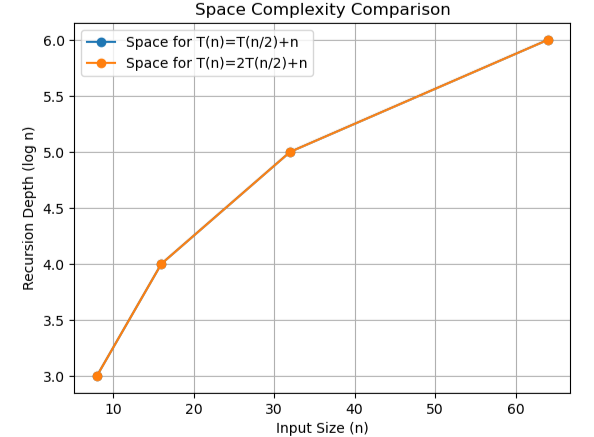 Space Complexity Comparison
Space for T(n)=T(n/2)+n
Space for T(n)=2T(n/2)+n
6.0
5.5
5.0
4.5
4.0
3.5
3.0
Recursion Depth (log n)
10 20 30 40 50 60
Input Size (n)